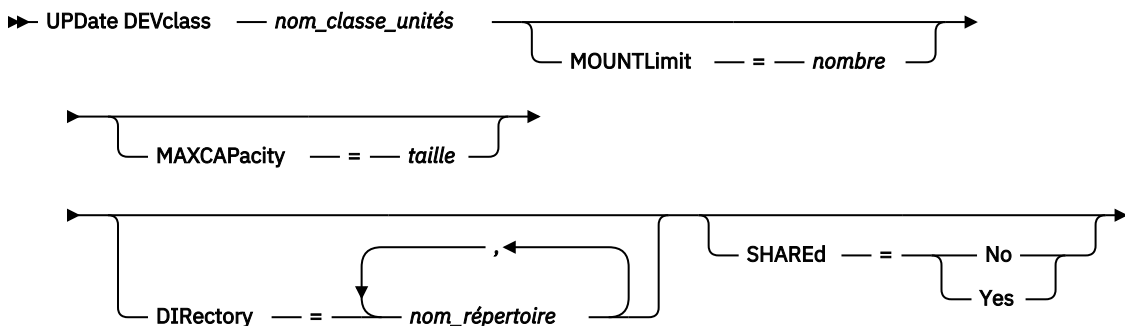 UPDate DEVclass — nom_classe_unités
MOUNTLimit — = — nombre
MAXCAPacity — = — taille
,
SHAREd — = — No
Yes
DIRectory — = — nom_répertoire